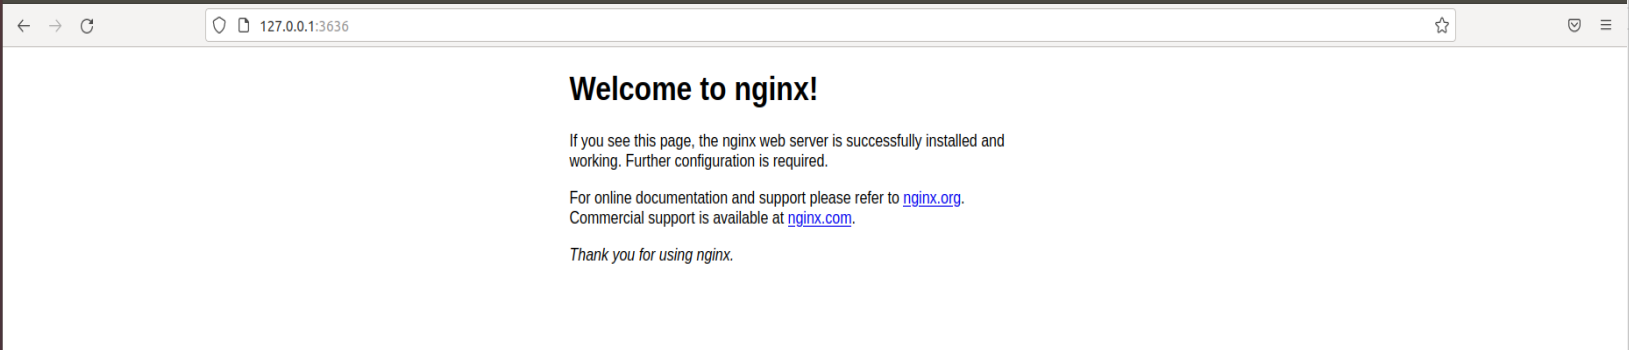 127.0.0.1:3636
Welcome to nginx!
If you see this page, the nginx web server is successfully installed and
working. Further configuration is required.
For online documentation and support please refer to nginx.org.
Commercial support is available at nginx.com.
Thank you for using nginx.